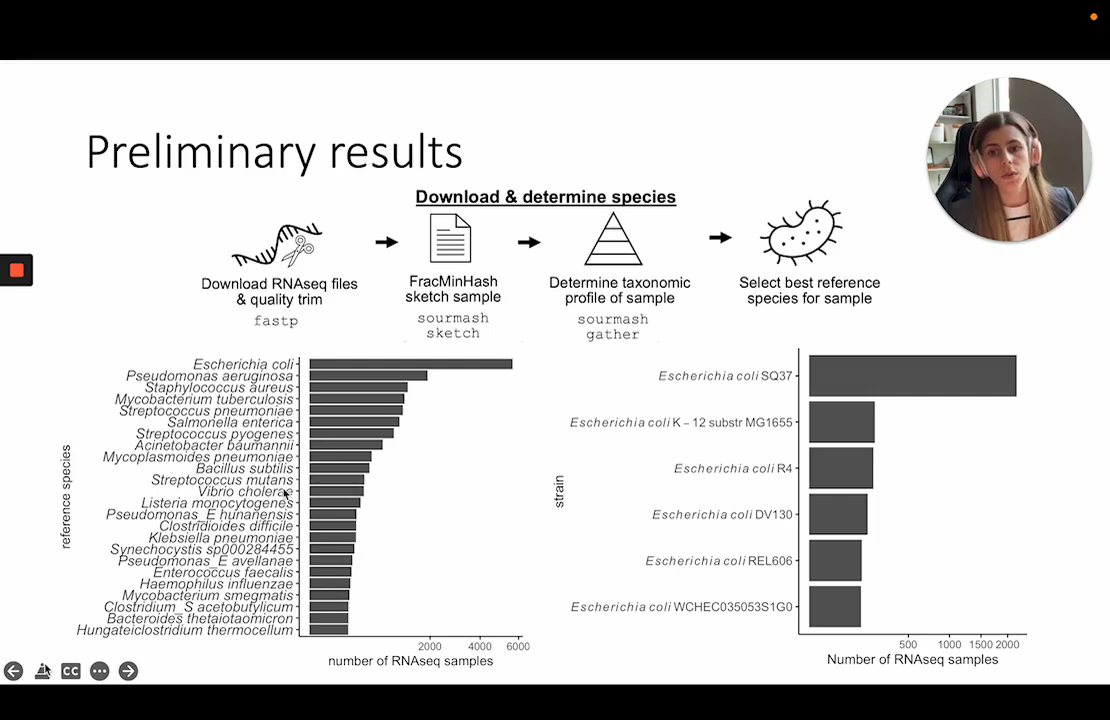 Preliminary results
Download & determine species
Download RNAseq files
& quality trim
fastp
FracMinHash
sketch sample
sourmash
sketch
Determine taxonomic
profile of sample
sourmash
gather
Select best reference
species for sample
reference species
Escherichia coli
Pseudomonas aeruginosa
Staphylococcus aureus
Mycobacterium tuberculosis
Streptococcus pneumoniae
Salmonella enterica
Streptococcus pyogenes
Acinetobacter baumannii
Mycoplasmoides pneumoniae
Bacillus subtilis
Streptococcus mutans
Vibrio cholerae
Listeria monocytogenes
Pseudomonas_E hunanensis
Clostridioides difficile
Klebsiella pneumoniae
Synechocystis sp000284455
Pseudomonas_E avellanae
Enterococcus faecalis
Haemophilus influenzae
Mycobacterium smegmatis
Clostridium_S acetobutylicum
Bacteroides thetaiotaomicron
Hungateiclostridium thermocellum
2000 4000 6000
number of RNAseq samples
strain
Escherichia coli SQ37
Escherichia coli K – 12 substr MG1655
Escherichia coli R4
Escherichia coli DV130
Escherichia coli REL606
Escherichia coli WCHEC035053S1G0
500 1000 1500 2000
Number of RNAseq samples
CC